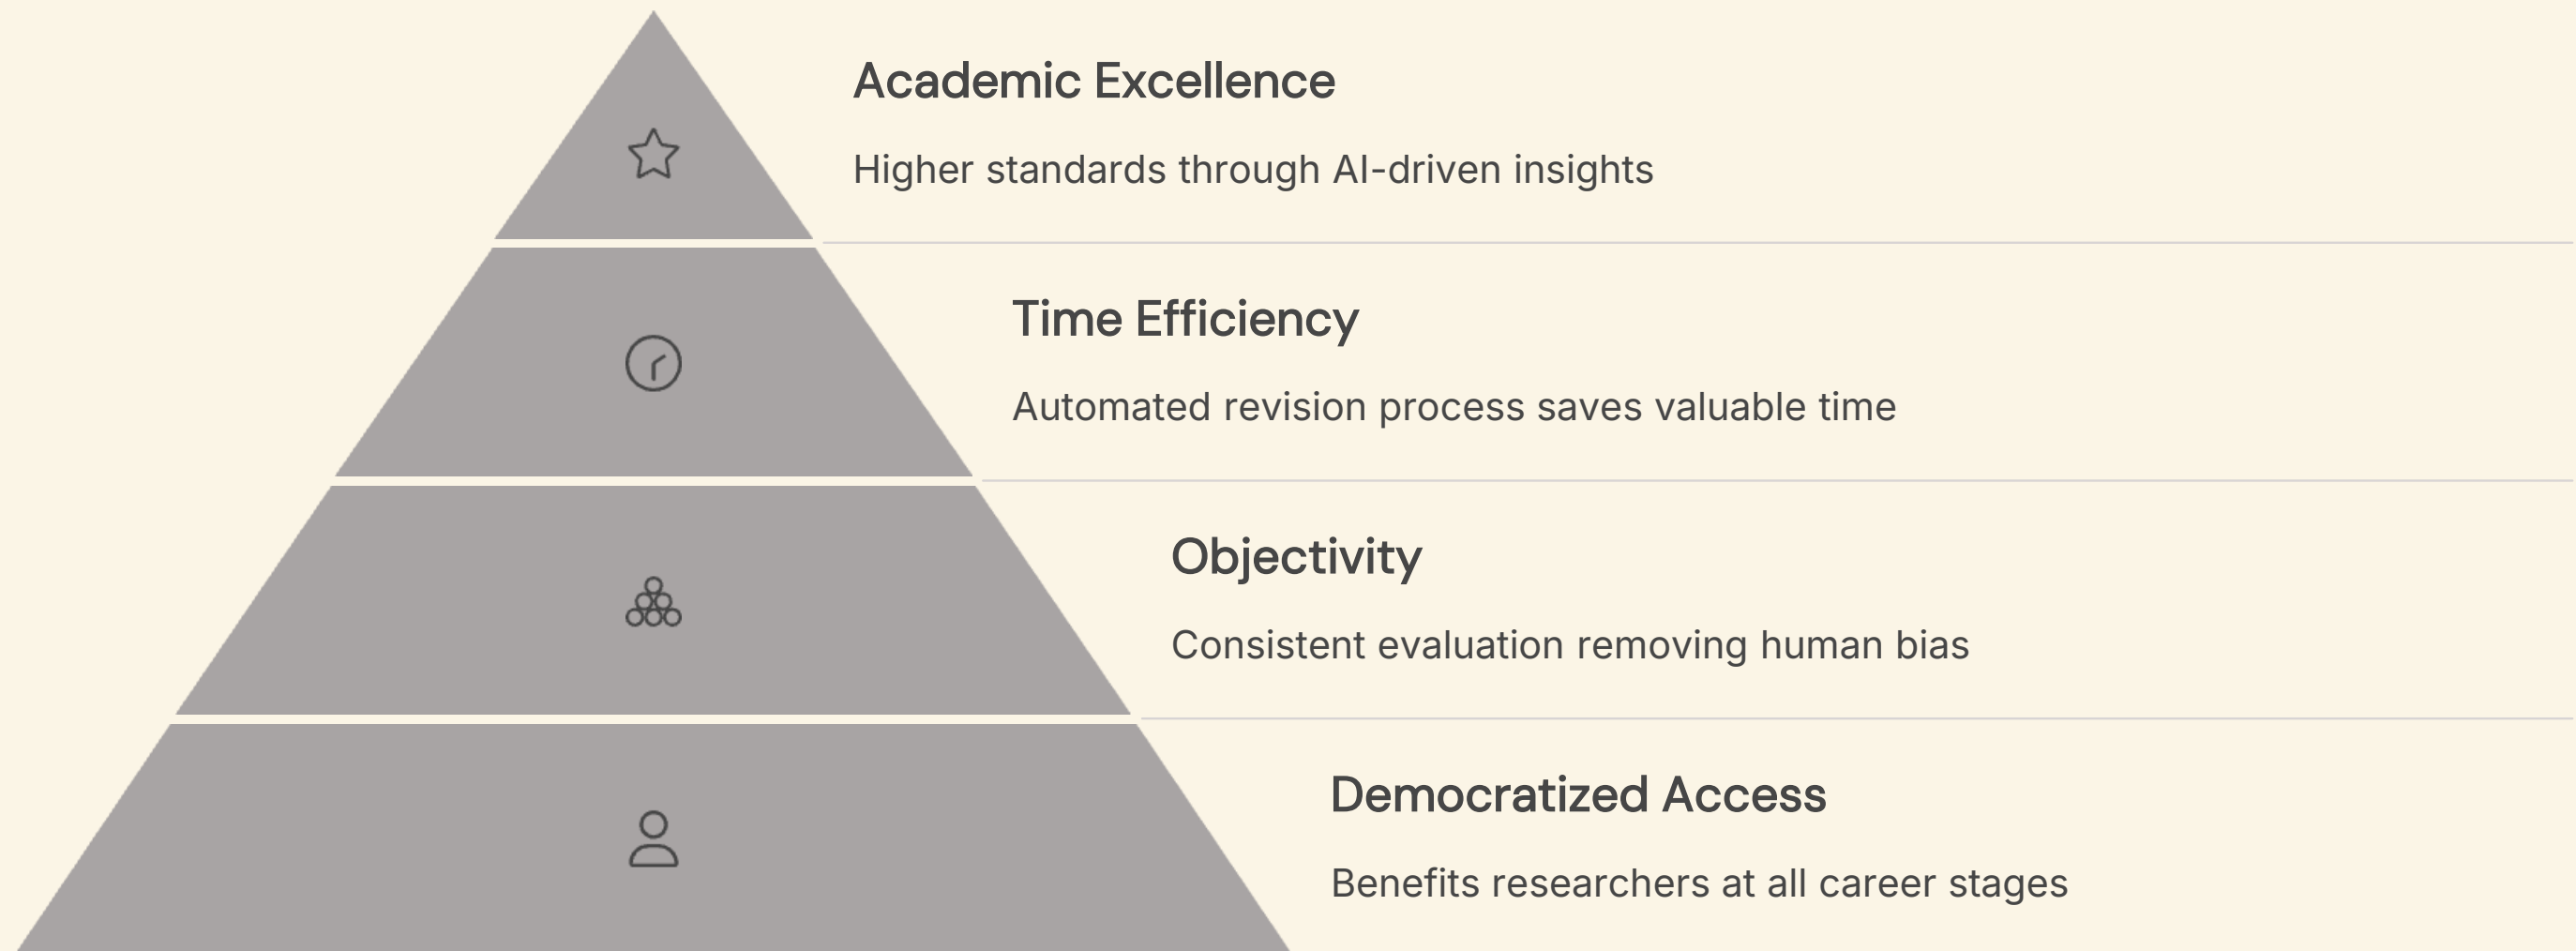 Academic Excellence
Higher standards through AI-driven insights
Time Efficiency
Automated revision process saves valuable time
Objectivity
Consistent evaluation removing human bias
Democratized Access
Benefits researchers at all career stages